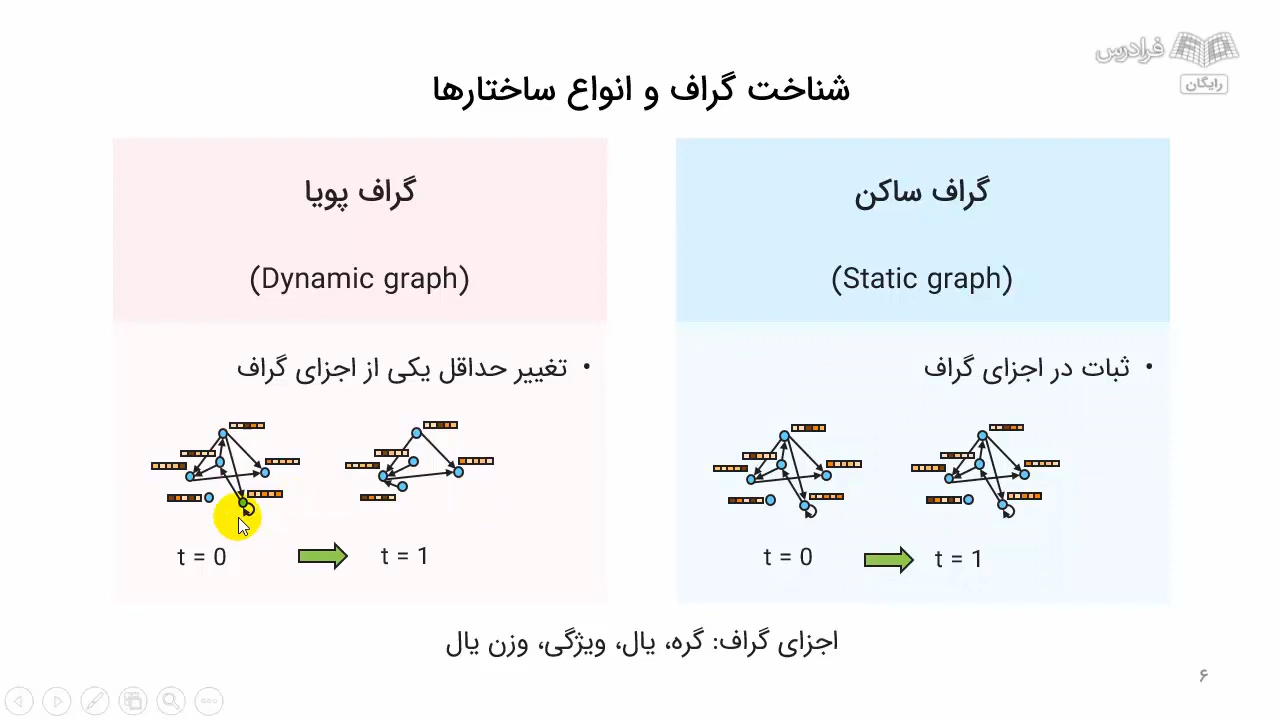 فرادرس
رایگان
شناخت گراف و انواع ساختارها
گراف ساکن
(Static graph)
• ثبات در اجزای گراف
t = 0
t = 1
گراف پویا
(Dynamic graph)
• تغییر حداقل یکی از اجزای گراف
t = 0
t = 1
اجزای گراف: گره، یال، ویژگی، وزن یال
۶